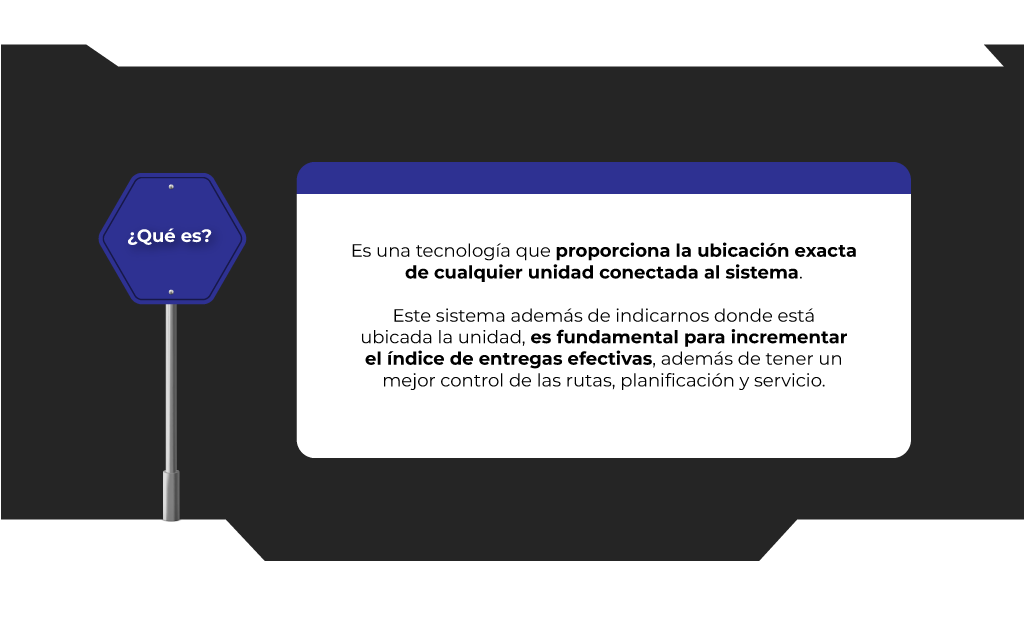 ¿Qué es?
Es una tecnología que proporciona la ubicación exacta
de cualquier unidad conectada al sistema.
Este sistema además de indicarnos donde está
ubicada la unidad, es fundamental para incrementar
el índice de entregas efectivas, además de tener un
mejor control de las rutas, planificación y servicio.